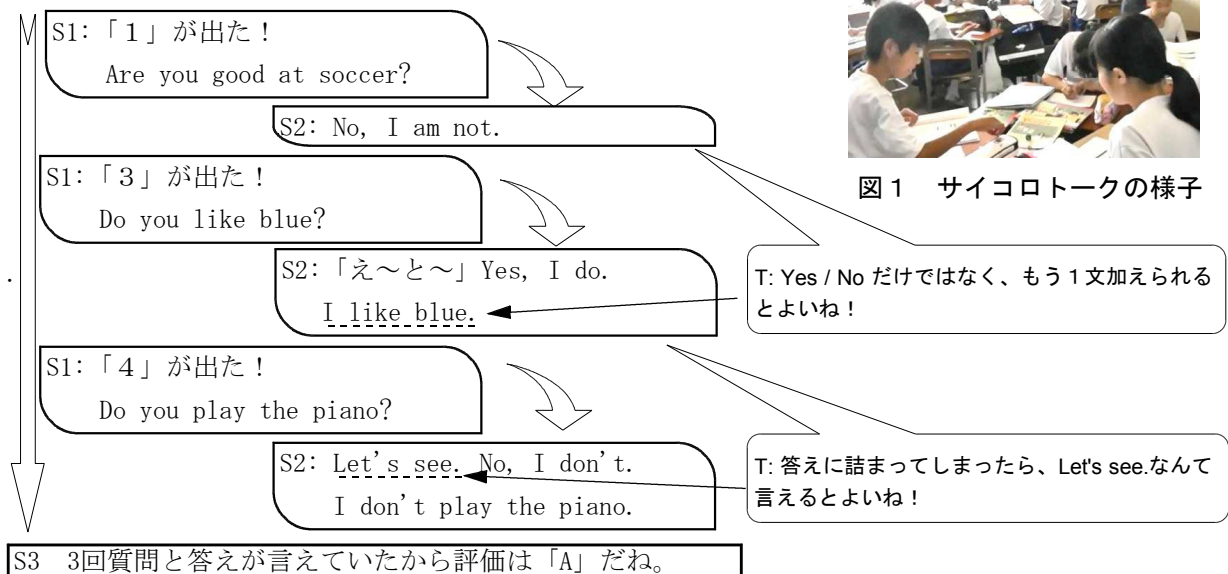 S1:「１」が出た！
Are you good at soccer?
S2: No, I am not.
S1:「３」が出た！
Do you like blue?
S2:「え～と～」Yes, I do.
I like blue.
S1:「４」が出た！
Do you play the piano?
S2: Let's see. No, I don't.
I don't play the piano.
S3　3回質問と答えが言えていたから評価は「A」だね。
図１　サイコロトークの様子
T: Yes / No だけではなく、もう１文加えられる
とよいね！
T: 答えに詰まってしまったら、Let's see.なんて
言えるとよいね！